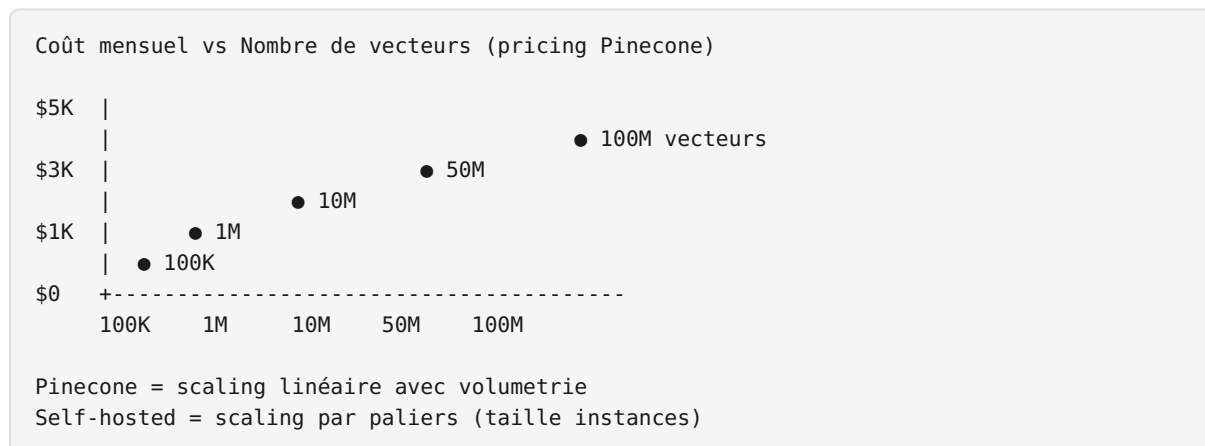 Coût mensuel vs Nombre de vecteurs (pricing Pinecone)
$5K |
| ● 100M vecteurs
$3K | ● 50M
| ● 10M
$1K | ● 1M
| ● 100K
$0 +----------------------------------------
100K 1M 10M 50M 100M
Pinecone = scaling linéaire avec volumetrie
Self-hosted = scaling par paliers (taille instances)